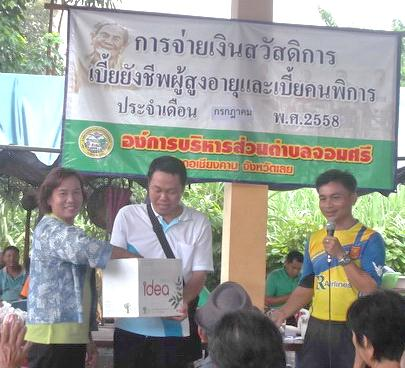 การจ่ายเงินสวัสดิการ
เบี้ยยังชีพผู้สูงอายุและเบี้ยคนพิการ
ประจำเดือน กรกฎาคม พ.ศ.2558
องค์การบริหารส่วนตำบลจอมศรี
เชียงคาน จังหวัดเลย
Idea
R Airlines